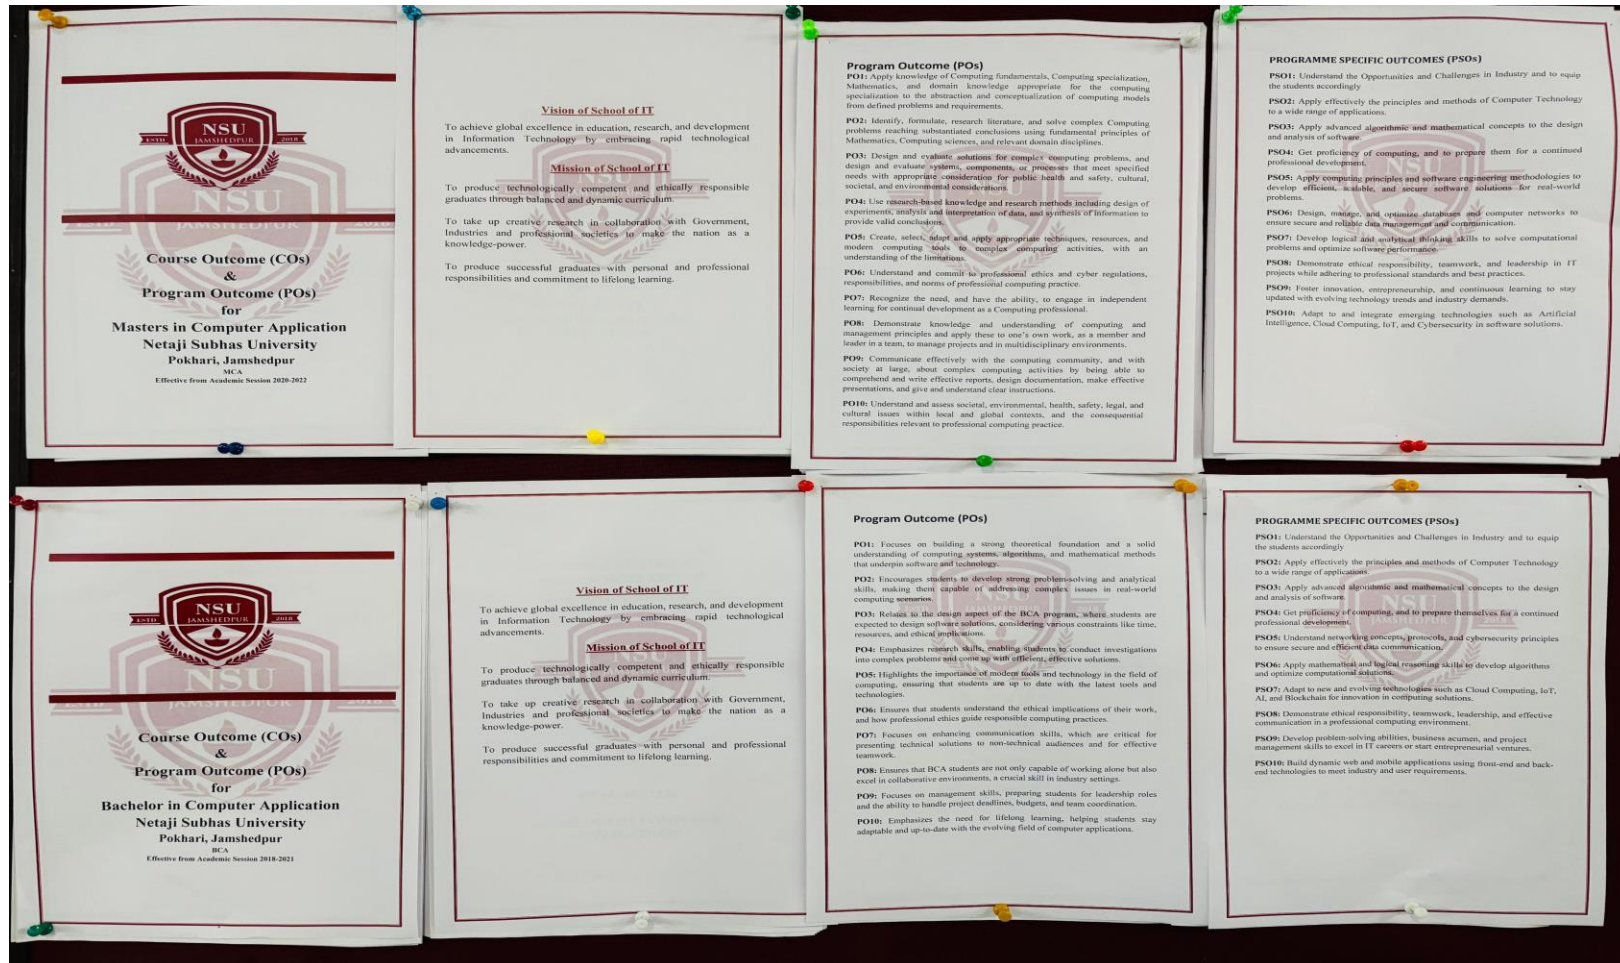 NSU
JAMSHEDPUR
ESTD
2018
Course Outcome (COs)
&
Program Outcome (POs)
for
Masters in Computer Application
Netaji Subhas University
Pokhari, Jamshedpur
MCA
Effective from Academic Session 2020-2022
Vision of School of IT
To achieve global excellence in education, research, and development
in Information Technology by embracing rapid technological
advancements.
Mission of School of IT
To produce technologically competent and ethically responsible
graduates through balanced and dynamic curriculum.
To take up creative research in collaboration with Government,
Industries and professional societies to make the nation as a
knowledge-power.
To produce successful graduates with personal and professional
responsibilities and commitment to lifelong learning.
Program Outcome (POs)
PO1: Apply knowledge of Computing fundamentals, Computing specialization,
Mathematics, and domain knowledge appropriate for the computing
specialization to the abstraction and conceptualization of computing models
from defined problems and requirements.
PO2: Identify, formulate, research literature, and solve complex Computing
problems reaching substantiated conclusions using fundamental principles of
Mathematics, Computing sciences, and relevant domain disciplines.
PO3: Design and evaluate solutions for complex computing problems, and
design and evaluate systems, components, or processes that meet specified
needs with appropriate consideration for public health and safety, cultural,
societal, and environmental considerations.
PO4: Use research-based knowledge and research methods including design of
experiments, analysis and interpretation of data, and synthesis of information to
provide valid conclusions.
PO5: Create, select, adapt and apply appropriate techniques, resources, and
modern computing tools to complex computing activities, with an
understanding of the limitations.
PO6: Understand and commit to professional ethics and cyber regulations,
responsibilities, and norms of professional computing practice.
PO7: Recognize the need, and have the ability, to engage in independent
learning for continual development as a Computing professional.
PO8: Demonstrate knowledge and understanding of computing and
management principles and apply these to one's own work, as a member and
leader in a team, to manage projects and in multidisciplinary environments.
PO9: Communicate effectively with the computing community, and with
society at large, about complex computing activities by being able to
comprehend and write effective reports, design documentation, make effective
presentations, and give and understand clear instructions.
PO10: Understand and assess societal, environmental, health, safety, legal, and
cultural issues within local and global contexts, and the consequential
responsibilities relevant to professional computing practice.
PROGRAMME SPECIFIC OUTCOMES (PSOs)
PSO1: Understand the Opportunities and Challenges in Industry and to equip
the students accordingly
PSO2: Apply effectively the principles and methods of Computer Technology
to a wide range of applications.
PSO3: Apply advanced algorithmic and mathematical concepts to the design
and analysis of software.
PSO4: Get proficiency of computing, and to prepare them for a continued
professional development.
PSO5: Apply computing principles and software engineering methodologies to
develop efficient, scalable, and secure software solutions for real-world
problems.
PSO6: Design, manage, and optimize databases and computer networks to
ensure secure and reliable data management and communication.
PSO7: Develop logical and analytical thinking skills to solve computational
problems and optimize software performance.
PSO8: Demonstrate ethical responsibility, teamwork, and leadership in IT
projects while adhering to professional standards and best practices.
PSO9: Foster innovation, entrepreneurship, and continuous learning to stay
updated with evolving technology trends and industry demands.
PSO10: Adapt to and integrate emerging technologies such as Artificial
Intelligence, Cloud Computing, IoT, and Cybersecurity in software solutions.
NSU
JAMSHEDPUR
ESTD
2018
Course Outcome (COs)
&
Program Outcome (POs)
for
Bachelor in Computer Application
Netaji Subhas University
Pokhari, Jamshedpur
BCA
Effective from Academic Session 2018-2021
Vision of School of IT
To achieve global excellence in education, research, and development
in Information Technology by embracing rapid technological
advancements.
Mission of School of IT
To produce technologically competent and ethically responsible
graduates through balanced and dynamic curriculum.
To take up creative research in collaboration with Government,
Industries and professional societies to make the nation as a
knowledge-power.
To produce successful graduates with personal and professional
responsibilities and commitment to lifelong learning.
Program Outcome (POs)
PO1: Focuses on building a strong theoretical foundation and a solid
understanding of computing systems, algorithms, and mathematical methods
that underpin software and technology.
PO2: Encourages students to develop strong problem-solving and analytical
skills, making them capable of addressing complex issues in real-world
computing scenarios.
PO3: Relates to the design aspect of the BCA program, where students are
expected to design software solutions, considering various constraints like time,
resources, and ethical implications.
PO4: Emphasizes research skills, enabling students to conduct investigations
into complex problems and come up with efficient, effective solutions.
PO5: Highlights the importance of modern tools and technology in the field of
computing, ensuring that students are up to date with the latest tools and
technologies.
PO6: Ensures that students understand the ethical implications of their work,
and how professional ethics guide responsible computing practices.
PO7: Focuses on enhancing communication skills, which are critical for
presenting technical solutions to non-technical audiences and for effective
teamwork.
PO8: Ensures that BCA students are not only capable of working alone but also
excel in collaborative environments, a crucial skill in industry settings.
PO9: Focuses on management skills, preparing students for leadership roles
and the ability to handle project deadlines, budgets, and team coordination.
PO10: Emphasizes the need for lifelong learning, helping students stay
adaptable and up-to-date with the evolving field of computer applications.
PROGRAMME SPECIFIC OUTCOMES (PSOs)
PSO1: Understand the Opportunities and Challenges in Industry and to equip
the students accordingly
PSO2: Apply effectively the principles and methods of Computer Technology
to a wide range of applications.
PSO3: Apply advanced algorithmic and mathematical concepts to the design
and analysis of software.
PSO4: Get proficiency of computing, and to prepare themselves for a continued
professional development.
PSO5: Understand networking concepts, protocols, and cybersecurity principles
to ensure secure and efficient data communication.
PSO6: Apply mathematical and logical reasoning skills to develop algorithms
and optimize computational solutions.
PSO7: Adapt to new and evolving technologies such as Cloud Computing, IoT,
AI, and Blockchain for innovation in computing solutions.
PSO8: Demonstrate ethical responsibility, teamwork, leadership, and effective
communication in a professional computing environment.
PSO9: Develop problem-solving abilities, business acumen, and project
management skills to excel in IT careers or start entrepreneurial ventures.
PSO10: Build dynamic web and mobile applications using front-end and back-
end technologies to meet industry and user requirements.